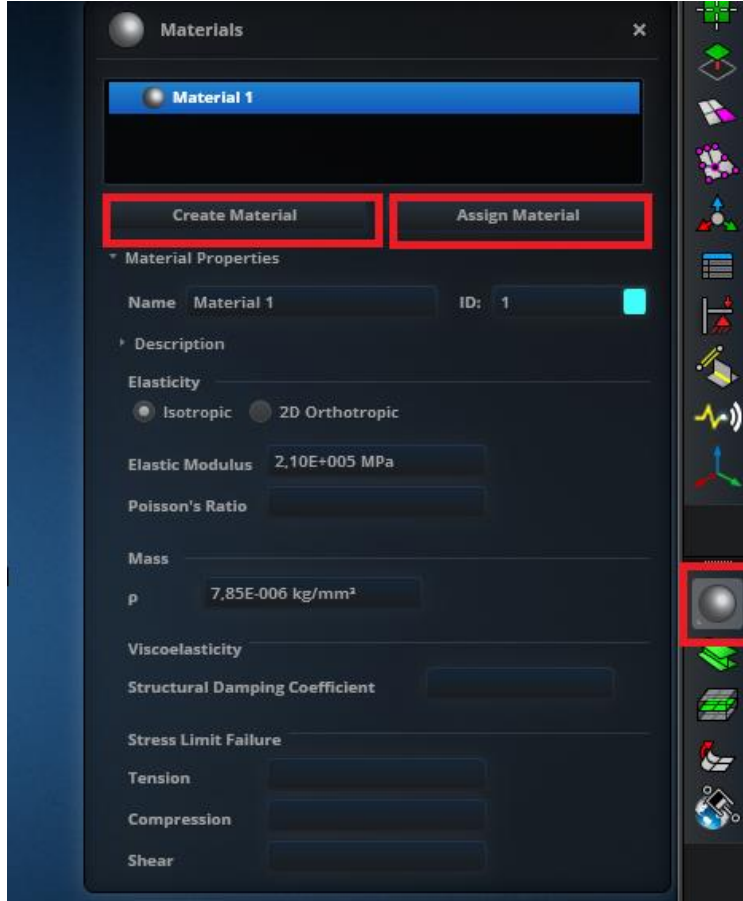 Materials
Material 1
Create Material Assign Material
Material Properties
Name Material 1 ID: 1
Description
Elasticity
Isotropic 2D Orthotropic
Elastic Modulus 2,10E+005 MPa
Poisson's Ratio
Mass
ρ 7,85E-006 kg/mm³
Viscoelasticity
Structural Damping Coefficient
Stress Limit Failure
Tension
Compression
Shear